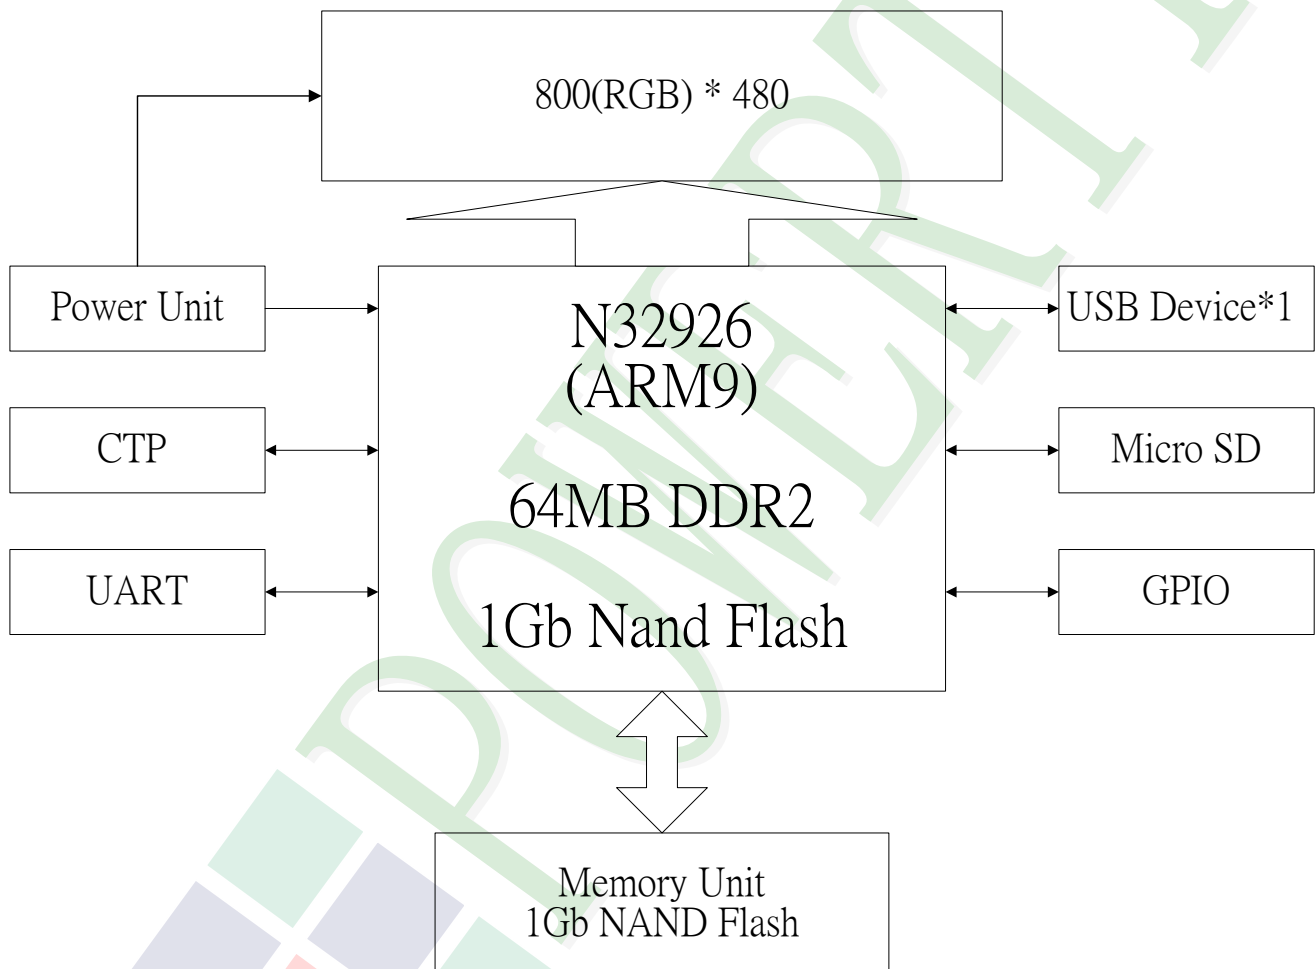 800(RGB) * 480
Power Unit
CTP
UART
N32926
(ARM9)
64MB DDR2
1Gb Nand Flash
USB Device*1
Micro SD
GPIO
Memory Unit
1Gb NAND Flash
POWERT